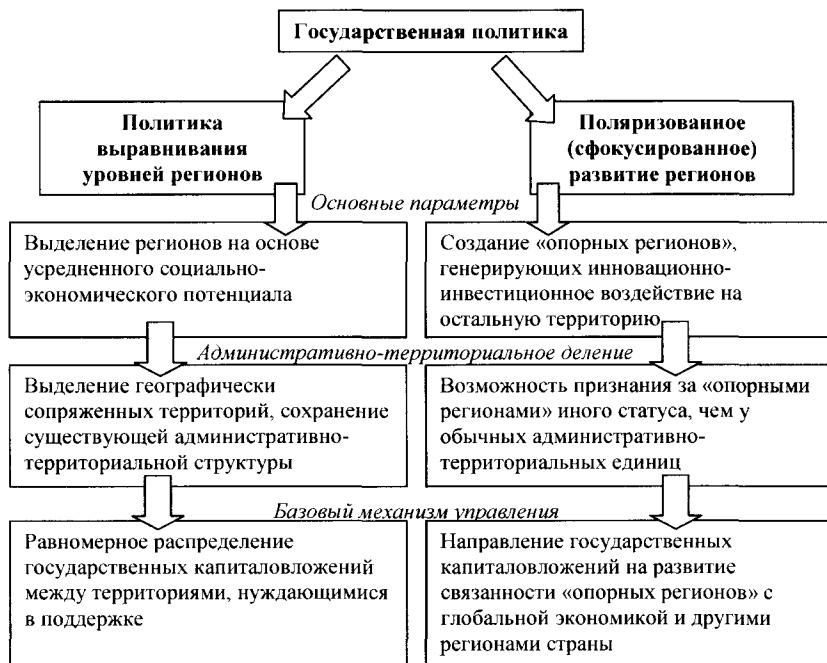 Государственная политика
Политика
выравнивания
уровней регионов
Поляризованное
(сфокусированное)
развитие регионов
Основные параметры
Выделение регионов на основе
усредненного социально-
экономического потенциала
Создание «опорных регионов»,
генерирующих инновационно-
инвестиционное воздействие на
остальную территорию
Административно-территориальное деление
Выделение географически
сопряженных территорий, сохранение
существующей административно-
территориальной структуры
Возможность признания за «опорными
регионами» иного статуса, чем у
обычных административно-
территориальных единиц
Базовый механизм управления
Равномерное распределение
государственных капиталовложений
между территориями, нуждающимися
в поддержке
Направление государственных
капиталовложений на развитие
связанности «опорных регионов» с
глобальной экономикой и другими
регионами страны